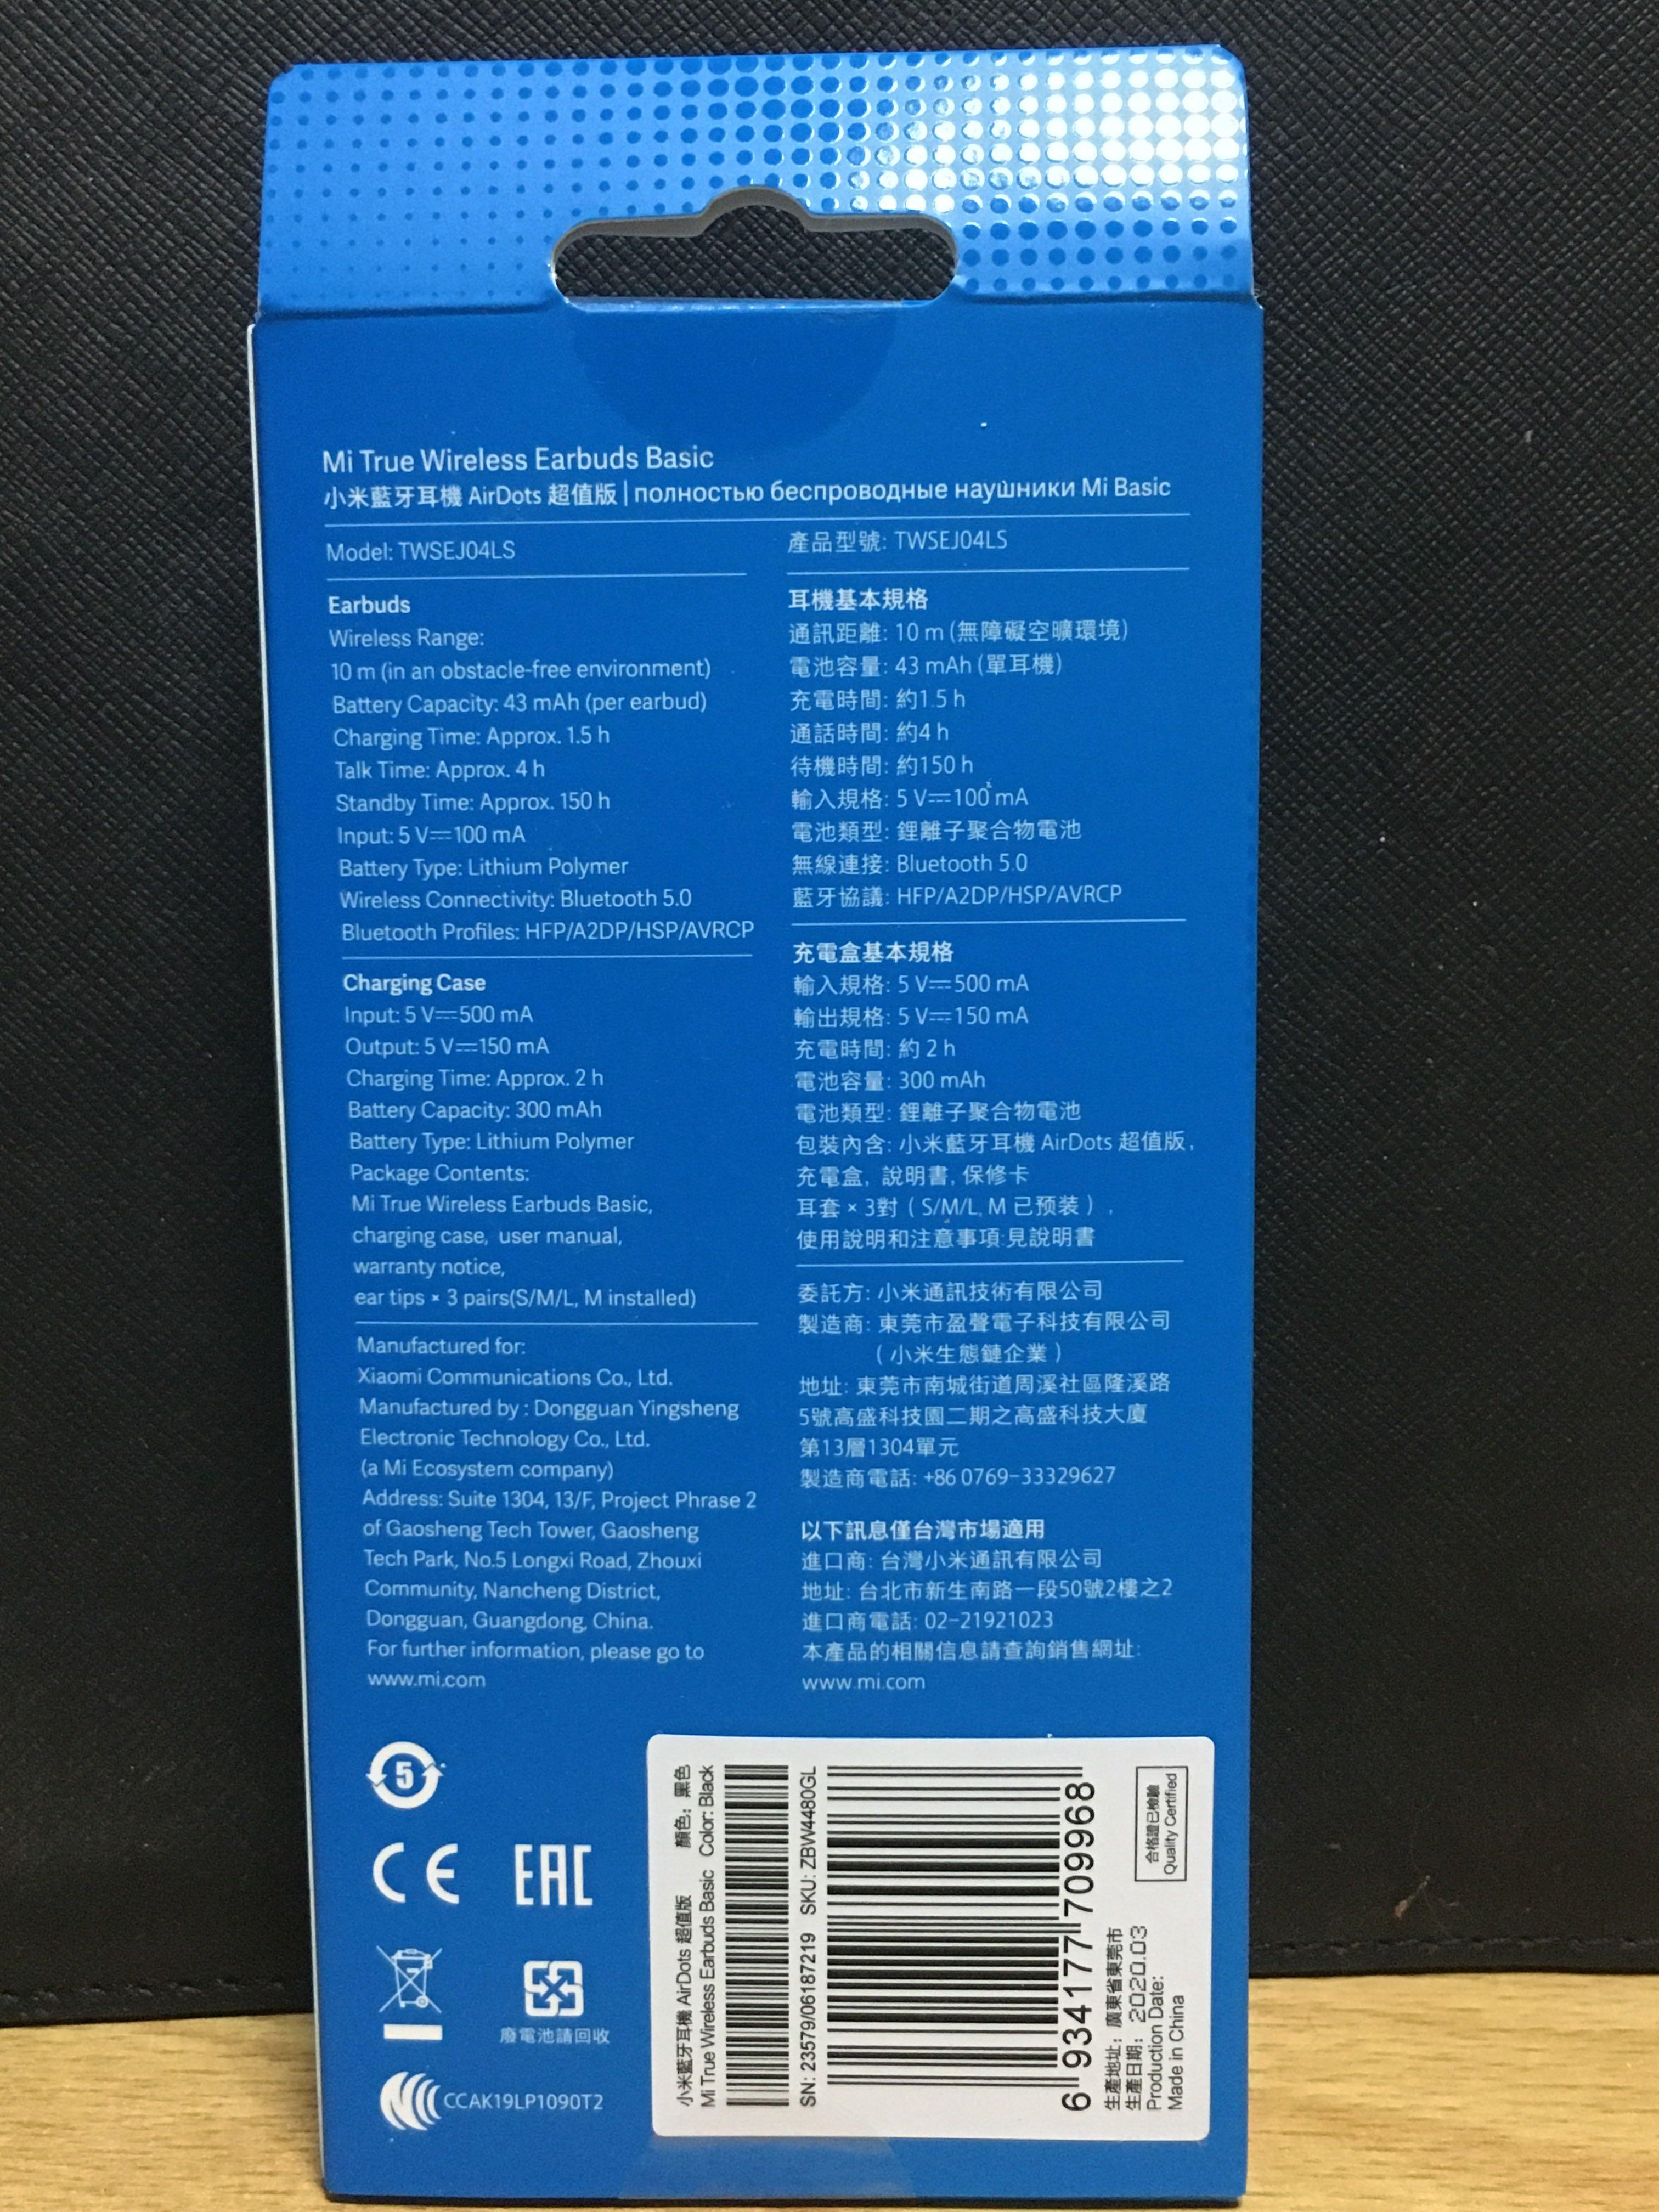 Mi True Wireless Earbuds Basic
小米藍牙耳機 AirDots 超值版 | полностью беспроводные наушники Mi Basic
Model: TWSEJ04LS
Earbuds
Wireless Range:
10 m (in an obstacle-free environment)
Battery Capacity: 43 mAh (per earbud)
Charging Time: Approx. 1.5 h
Talk Time: Approx. 4 h
Standby Time: Approx. 150 h
Input: 5 V⎓100 mA
Battery Type: Lithium Polymer
Wireless Connectivity: Bluetooth 5.0
Bluetooth Profiles: HFP/A2DP/HSP/AVRCP
Charging Case
Input: 5 V⎓500 mA
Output: 5 V⎓150 mA
Charging Time: Approx. 2 h
Battery Capacity: 300 mAh
Battery Type: Lithium Polymer
Package Contents:
Mi True Wireless Earbuds Basic,
charging case, user manual,
warranty notice,
ear tips × 3 pairs(S/M/L, M installed)
Manufactured for:
Xiaomi Communications Co., Ltd.
Manufactured by : Dongguan Yingsheng
Electronic Technology Co., Ltd.
(a Mi Ecosystem company)
Address: Suite 1304, 13/F, Project Phrase 2
of Gaosheng Tech Tower, Gaosheng
Tech Park, No.5 Longxi Road, Zhouxi
Community, Nancheng District,
Dongguan, Guangdong, China.
For further information, please go to
www.mi.com
產品型號: TWSEJ04LS
耳機基本規格
通訊距離: 10 m (無障礙空曠環境)
電池容量: 43 mAh (單耳機)
充電時間: 約1.5 h
通話時間: 約4 h
待機時間: 約150 h
輸入規格: 5 V⎓100 mA
電池類型: 鋰離子聚合物電池
無線連接: Bluetooth 5.0
藍牙協議: HFP/A2DP/HSP/AVRCP
充電盒基本規格
輸入規格: 5 V⎓500 mA
輸出規格: 5 V⎓150 mA
充電時間: 約 2 h
電池容量: 300 mAh
電池類型: 鋰離子聚合物電池
包裝內含: 小米藍牙耳機 AirDots 超值版,
充電盒, 說明書, 保修卡
耳套 × 3對 ( S/M/L, M 已预装 ) ,
使用說明和注意事項:見說明書
委託方: 小米通訊技術有限公司
製造商: 東莞市盈聲電子科技有限公司
( 小米生態鏈企業 )
地址: 東莞市南城街道周溪社區隆溪路
5號高盛科技園二期之高盛科技大廈
第13層1304單元
製造商電話: +86 0769-33329627
以下訊息僅台灣市場適用
進口商: 台灣小米通訊有限公司
地址: 台北市新生南路一段50號2樓之2
進口商電話: 02-21921023
本產品的相關信息請查詢銷售網址:
www.mi.com
5
CE
EAC
廢電池請回收
CCAK19LP1090T2
小米藍牙耳機 AirDots 超值版 顏色: 黑色
Mi True Wireless Earbuds Basic Color: Black
SN: 23579/06187219 SKU: ZBW4480GL
6 934177 709968
生產地址: 廣東省東莞市
生產日期: 2020.03
Production Date:
Made in China
合格證已檢驗
Quality Certified